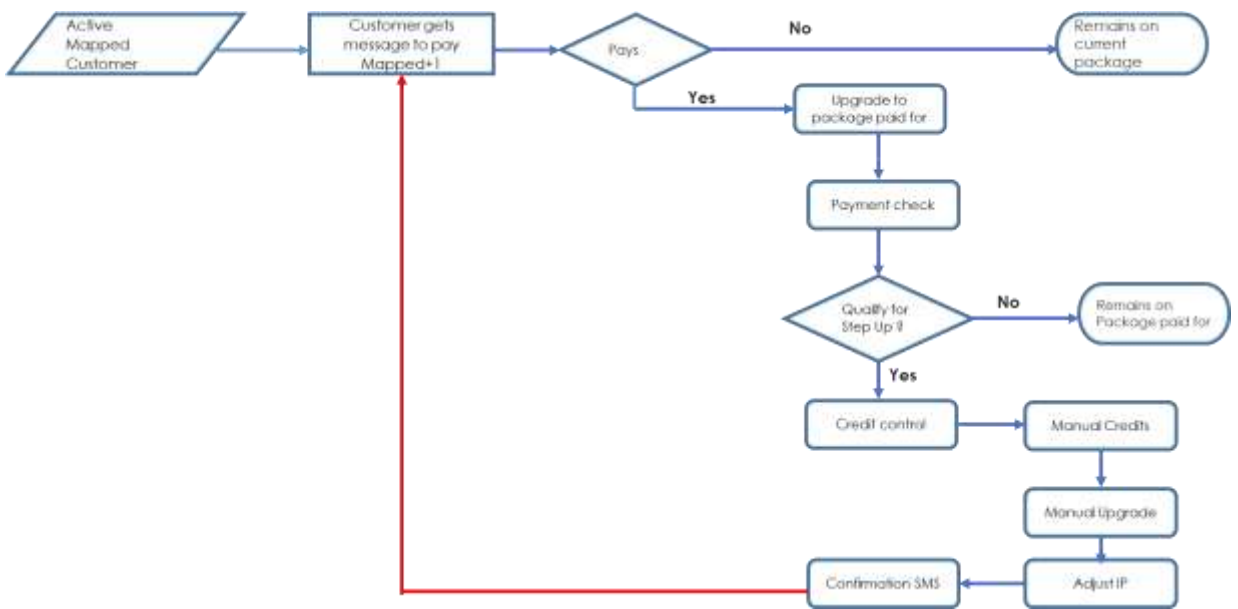 Active
Mapped
Customer
Customer gets
message to pay
Mapped+1
Pays
No
Remains on
current
package
Yes
Upgrade to
package paid for
Payment check
Qualify for
Step Up ?
No
Remains on
Package paid for
Yes
Credit control
Manual Credits
Manual Upgrade
Adjust IP
Confirmation SMS